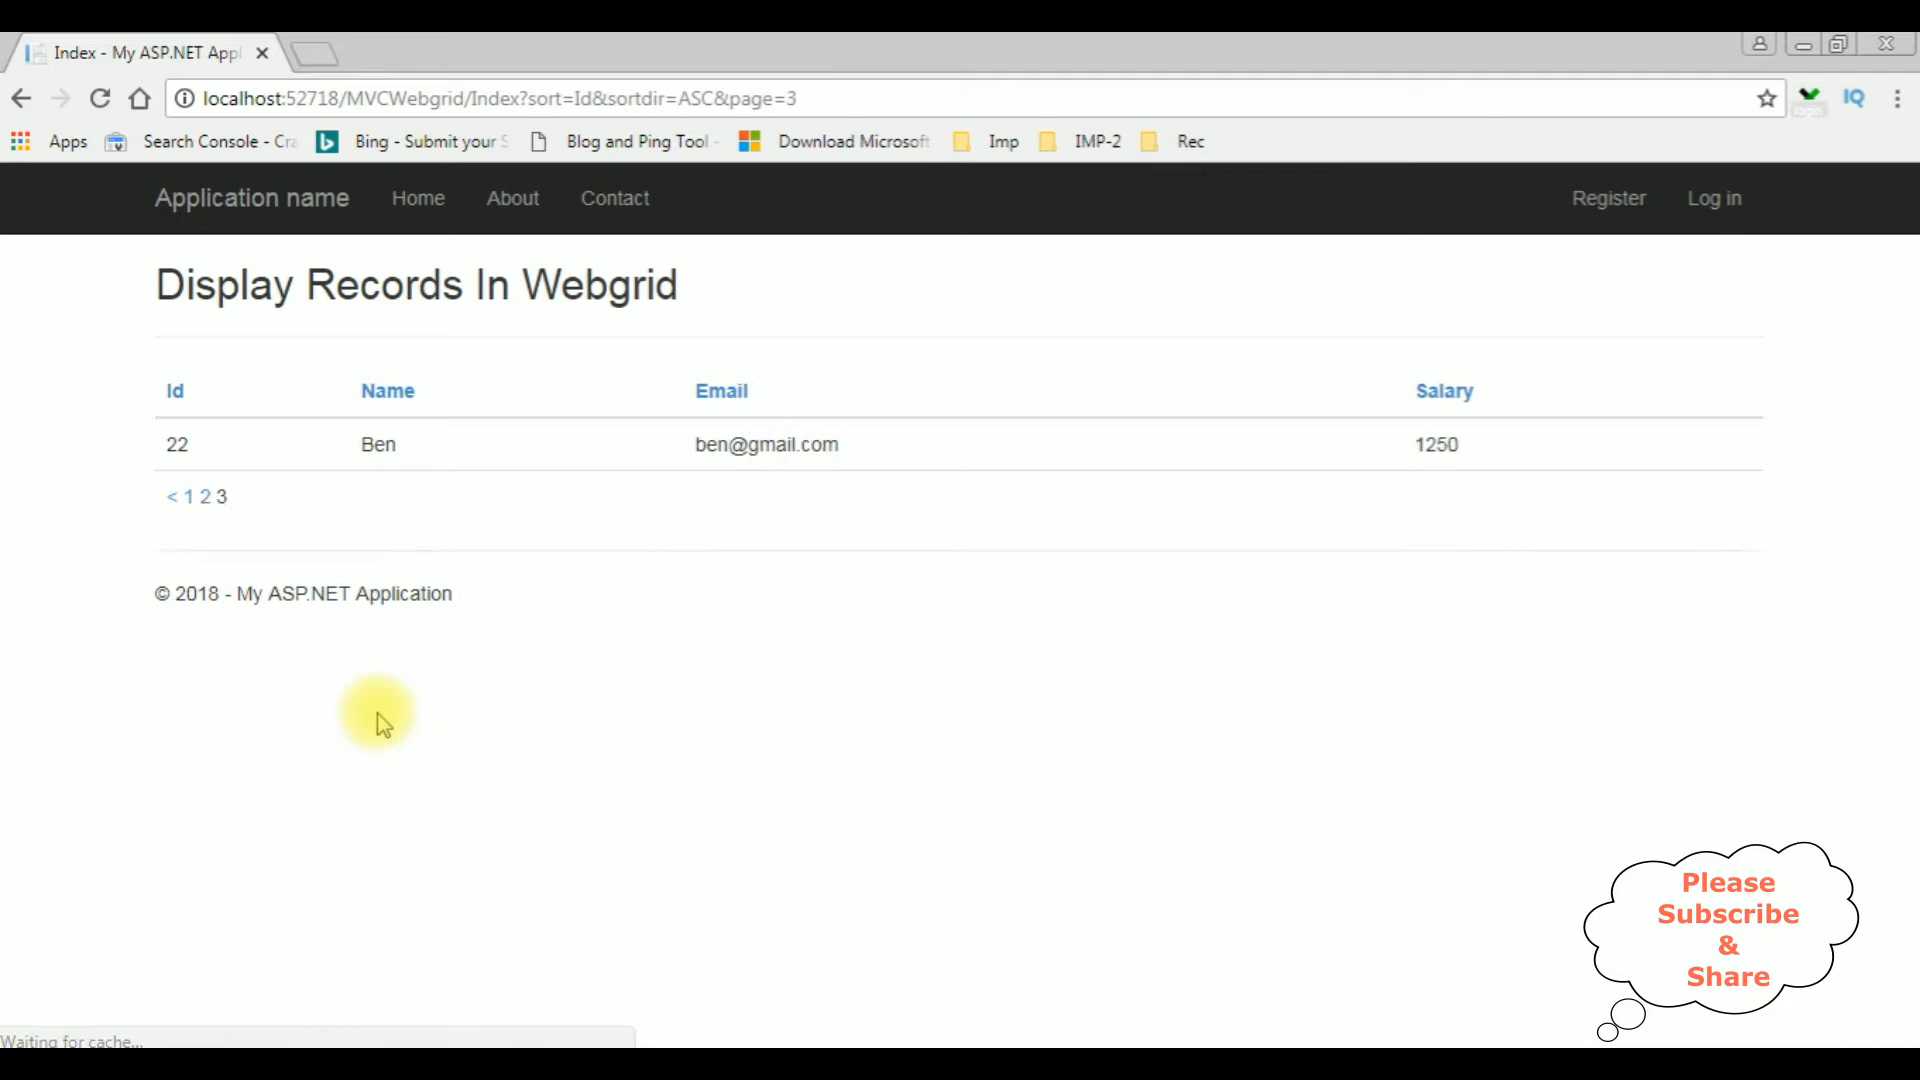 Index - My ASP.NET Appl
localhost:52718/MVCWebgrid/Index?sort=Id&sortdir=ASC&page=3
IQ
Apps Search Console - Cra Bing - Submit your S Blog and Ping Tool - Download Microsoft Imp IMP-2 Rec
Application name Home About Contact Register Log in
Display Records In Webgrid
Id Name Email Salary
22 Ben ben@gmail.com 1250
< 1 2 3
© 2018 - My ASP.NET Application
Please
Subscribe
&
Share
Waiting for cache...